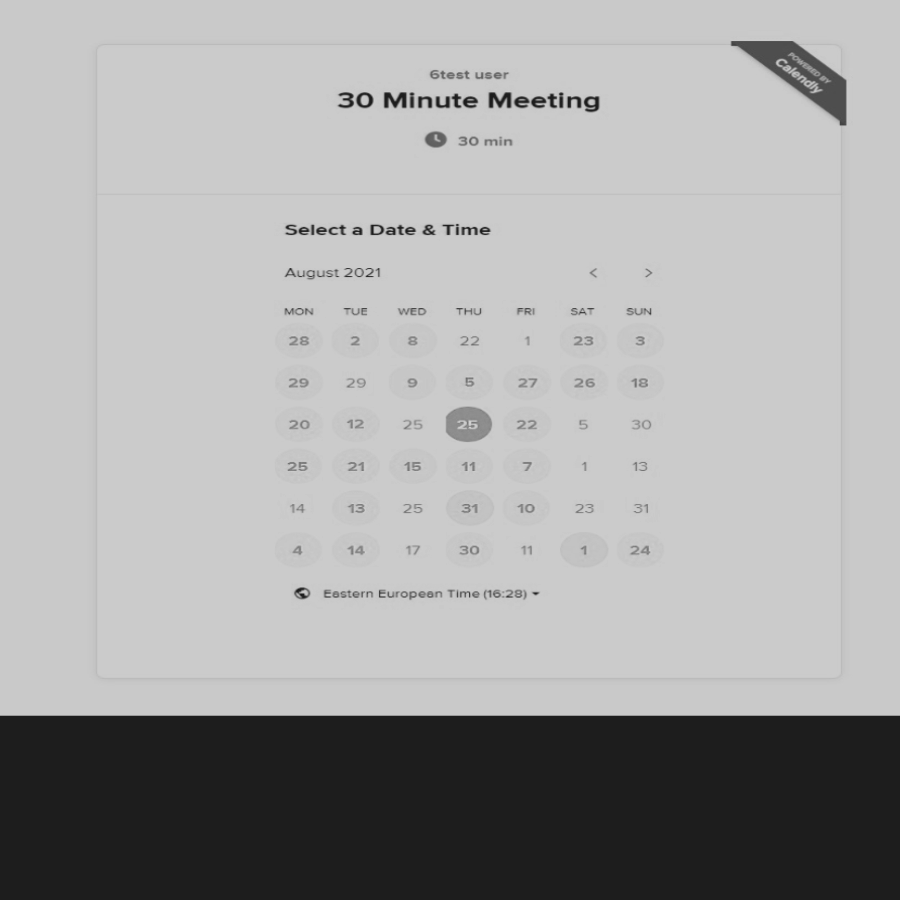 POWERED BY
Calendly
6test user
30 Minute Meeting
30 min
Select a Date & Time
August 2021 < >
MON TUE WED THU FRI SAT SUN
28 2 8 22 1 23 3
29 29 9 5 27 26 18
20 12 25 25 22 5 30
25 21 15 11 7 1 13
14 13 25 31 10 23 31
4 14 17 30 11 1 24
Eastern European Time (16:28)